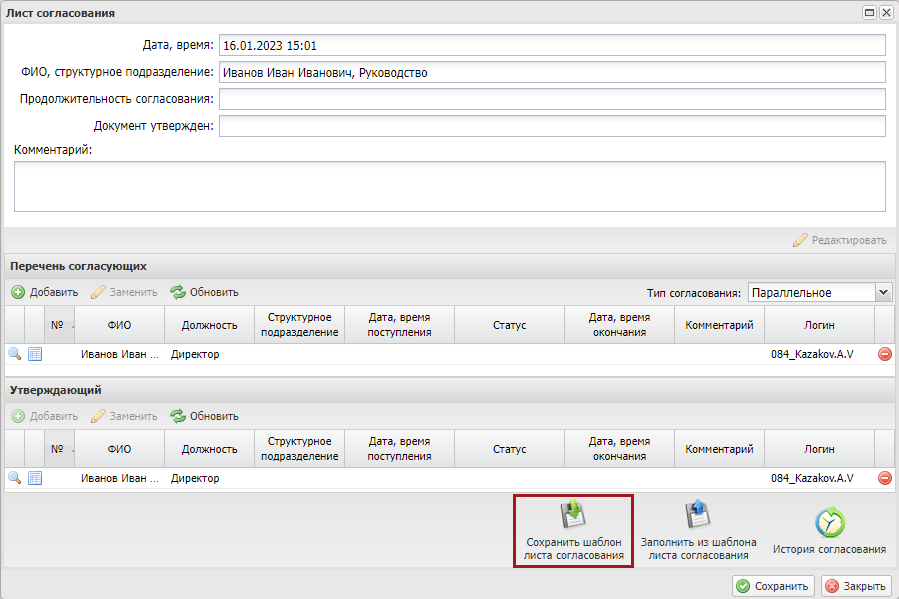 Лист согласования
Дата, время: 16.01.2023 15:01
ФИО, структурное подразделение: Иванов Иван Иванович, Руководство
Продолжительность согласования:
Документ утвержден:
Комментарий:
Редактировать
Перечень согласующих
Добавить Заменить Обновить Тип согласования: Параллельное
№ ФИО Должность Структурное подразделение Дата, время поступления Статус Дата, время окончания Комментарий Логин
Иванов Иван ... Директор 084_Kazakov.A.V
Утверждающий
Добавить Заменить Обновить
№ ФИО Должность Структурное подразделение Дата, время поступления Статус Дата, время окончания Комментарий Логин
Иванов Иван ... Директор 084_Kazakov.A.V
Сохранить шаблон
листа согласования
Заполнить из шаблона
листа согласования
История согласования
Сохранить Закрыть